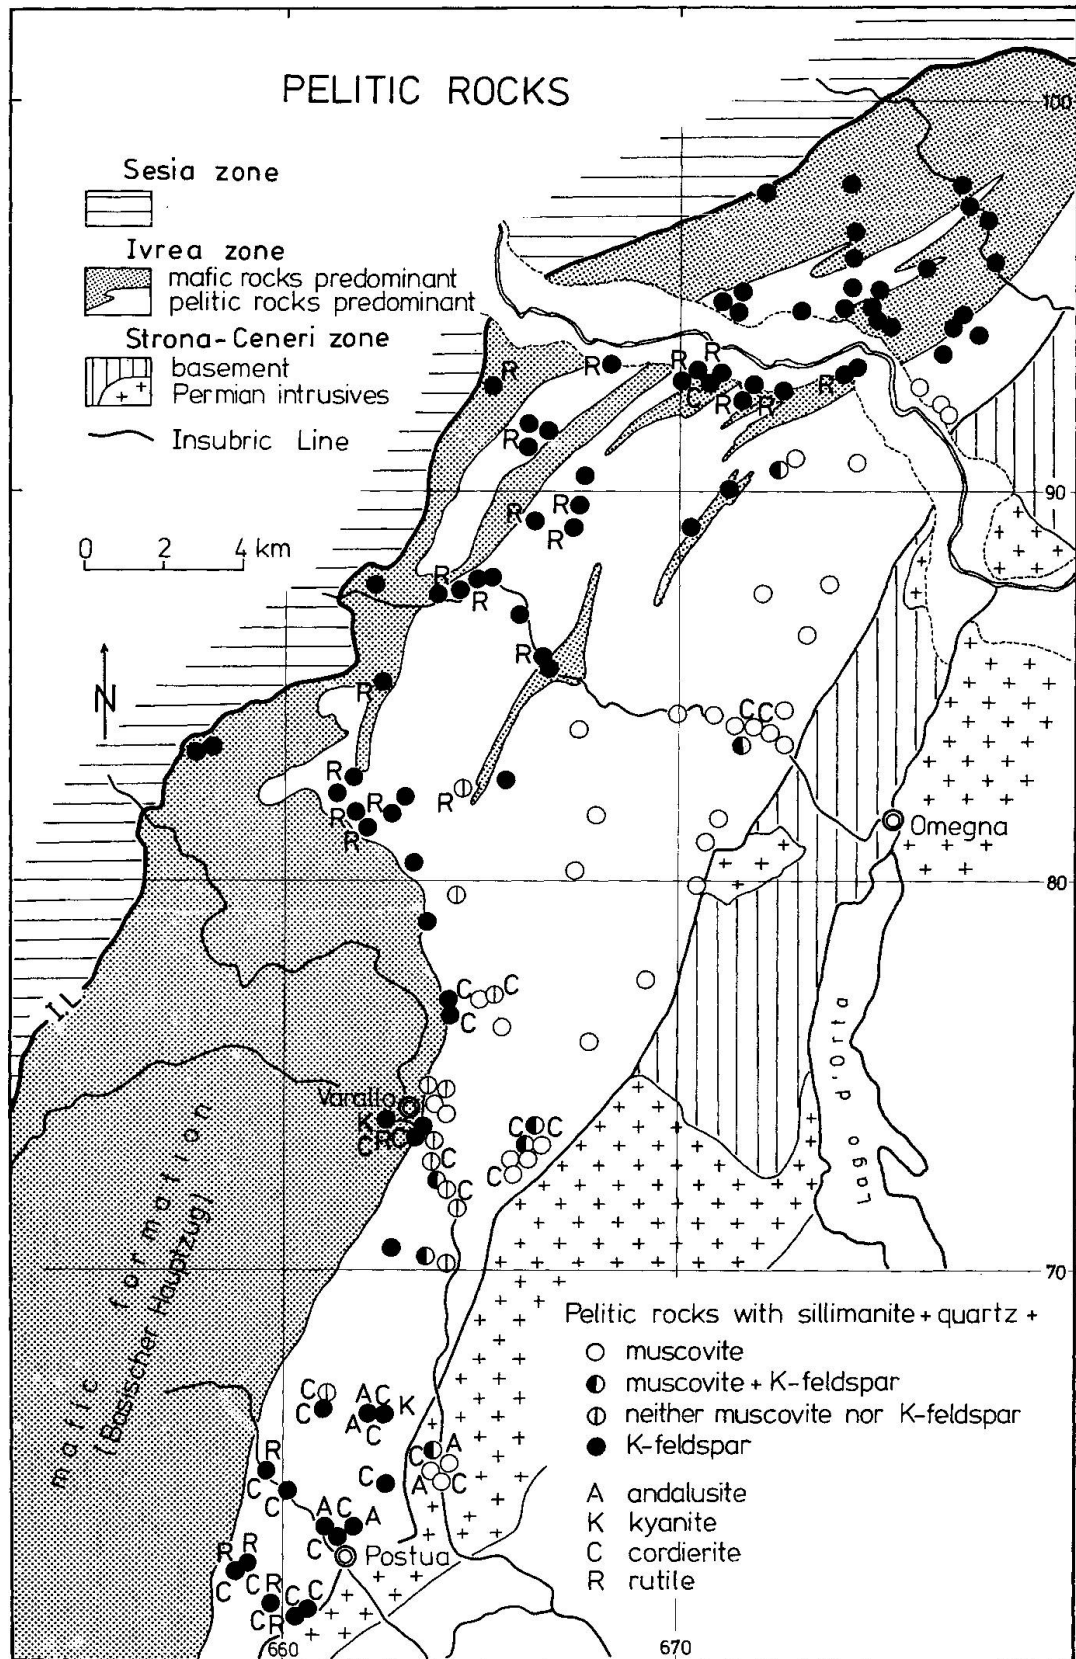 PELITIC ROCKS
100
Sesia zone
Ivrea zone
mafic rocks predominant
pelitic rocks predominant
Strona-Ceneri zone
basement
+ Permian intrusives
Insubric Line
R R R R
C
R R R
R
90
R R
R
0 2 4 km
R
R
R
N
R
C C
R
R
R
R
R
Omegna
80
C C
C
I.L.
Lago d'Orta
Varallo
K
C R C
C C
C
C
C
mafic formation
(Basischer Hauptzug)
70
Pelitic rocks with sillimanite + quartz +
muscovite
muscovite + K-feldspar
neither muscovite nor K-feldspar
K-feldspar
A andalusite
K kyanite
C cordierite
R rutile
C A C K
C A C
A
C
R
C A C
C
C
A C A
C
Postua
R R
C
C R
C C
C R
660 670